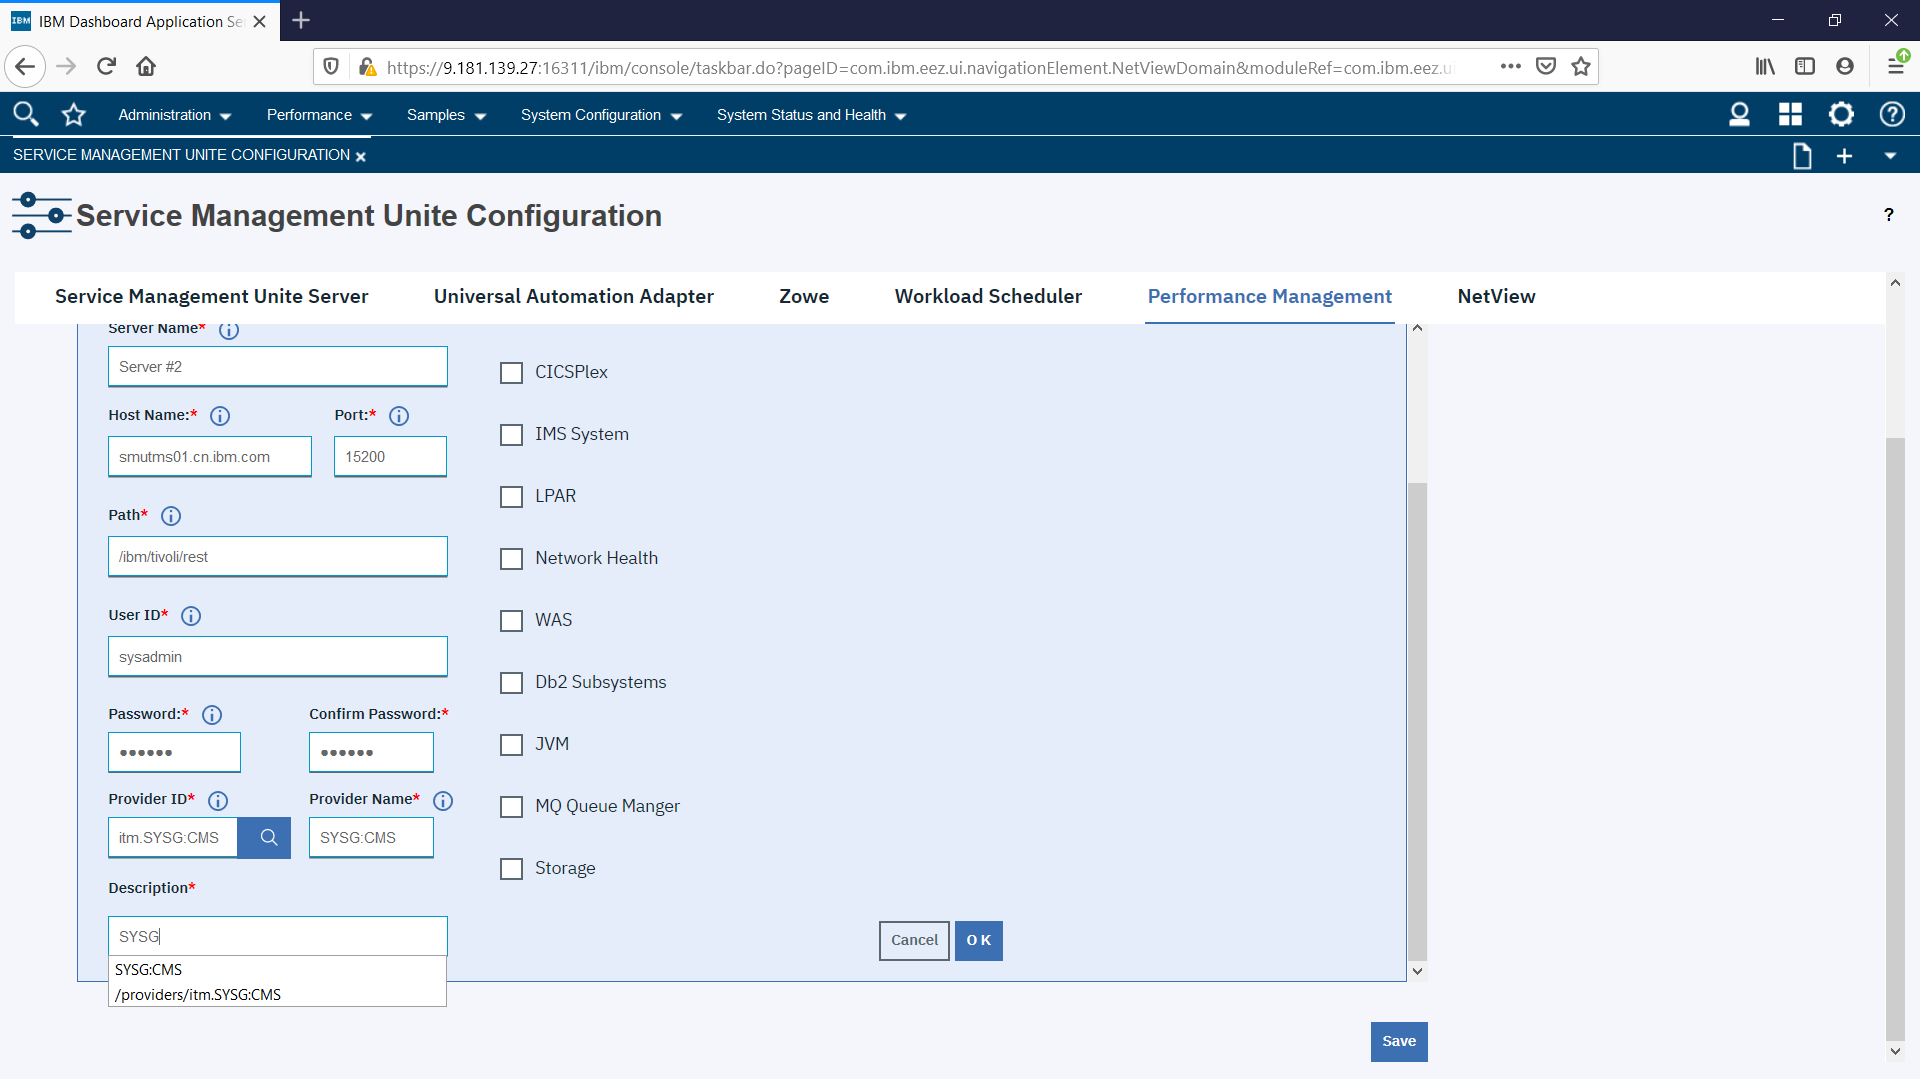 IBM Dashboard Application Se
https://9.181.139.27:16311/ibm/console/taskbar.do?pageID=com.ibm.eez.ui.navigationElement.NetViewDomain&moduleRef=com.ibm.eez.u
Administration Performance Samples System Configuration System Status and Health
SERVICE MANAGEMENT UNITE CONFIGURATION
Service Management Unite Configuration
?
Service Management Unite Server Universal Automation Adapter Zowe Workload Scheduler Performance Management NetView
Server Name*
Server #2
Host Name:* Port:*
smutms01.cn.ibm.com 15200
Path*
/ibm/tivoli/rest
User ID*
sysadmin
Password:* Confirm Password:*
●●●●●● ●●●●●●
Provider ID* Provider Name*
itm.SYSG:CMS SYSG:CMS
Description*
SYSG
SYSG:CMS
/providers/itm.SYSG:CMS
CICSPlex
IMS System
LPAR
Network Health
WAS
Db2 Subsystems
JVM
MQ Queue Manger
Storage
Cancel O K
Save